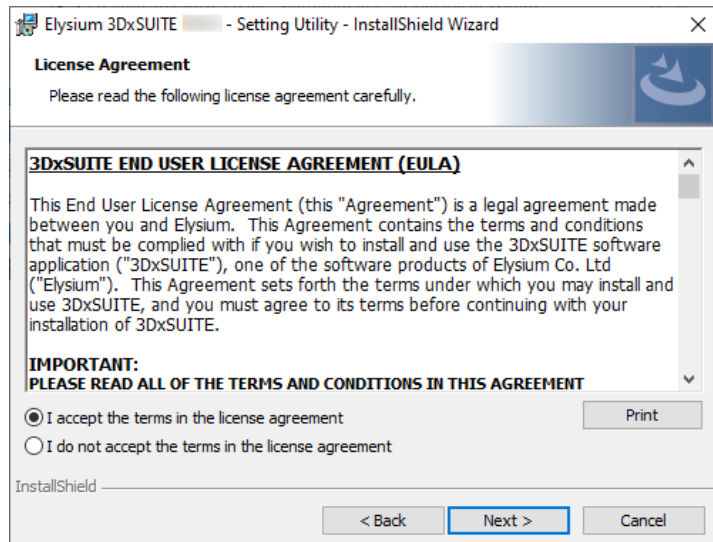 Elysium 3DxSUITE - Setting Utility - InstallShield Wizard
License Agreement
Please read the following license agreement carefully.
3DxSUITE END USER LICENSE AGREEMENT (EULA)
This End User License Agreement (this "Agreement") is a legal agreement made
between you and Elysium.  This Agreement contains the terms and conditions
that must be complied with if you wish to install and use the 3DxSUITE software
application ("3DxSUITE"), one of the software products of Elysium Co. Ltd
("Elysium").  This Agreement sets forth the terms under which you may install and
use 3DxSUITE, and you must agree to its terms before continuing with your
installation of 3DxSUITE.
IMPORTANT:
PLEASE READ ALL OF THE TERMS AND CONDITIONS IN THIS AGREEMENT
I accept the terms in the license agreement
Print
I do not accept the terms in the license agreement
InstallShield
< Back
Next >
Cancel